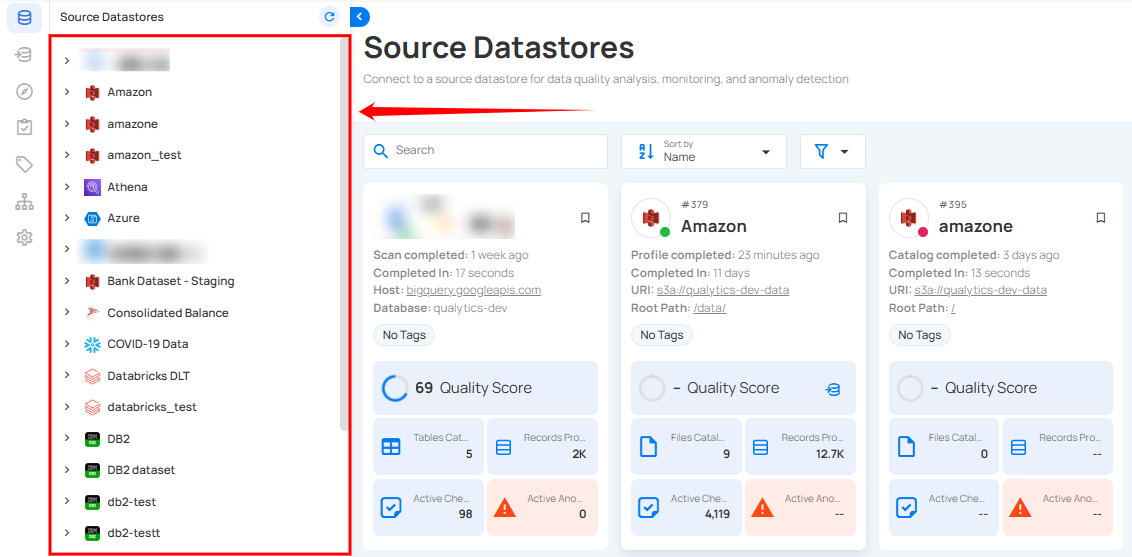 Source Datastores
Amazon
amazone
amazon_test
Athena
Azure
Bank Dataset - Staging
Consolidated Balance
COVID-19 Data
Databricks DLT
databricks_test
DB2
DB2 dataset
db2-test
db2-testt
Source Datastores
Connect to a source datastore for data quality analysis, monitoring, and anomaly detection
Search
Sort by
Name
Scan completed: 1 week ago
Completed In: 17 seconds
Host: bigquery.googleapis.com
Database: qualytics-dev
No Tags
69 Quality Score
Tables Cat...
5
Records Pro...
2K
Active Che...
98
Active Ano...
0
#379
Amazon
Profile completed: 23 minutes ago
Completed In: 11 days
URI: s3a://qualytics-dev-data
Root Path: /data/
No Tags
– Quality Score
Files Catal...
9
Records Pro...
12.7K
Active Che...
4,119
Active Ano...
--
#395
amazone
Catalog completed: 3 days ago
Completed In: 13 seconds
URI: s3a://qualytics-dev-data
Root Path: /
No Tags
– Quality Score
Files Catal...
0
Records Pro...
--
Active Che...
--
Active Ano...
--